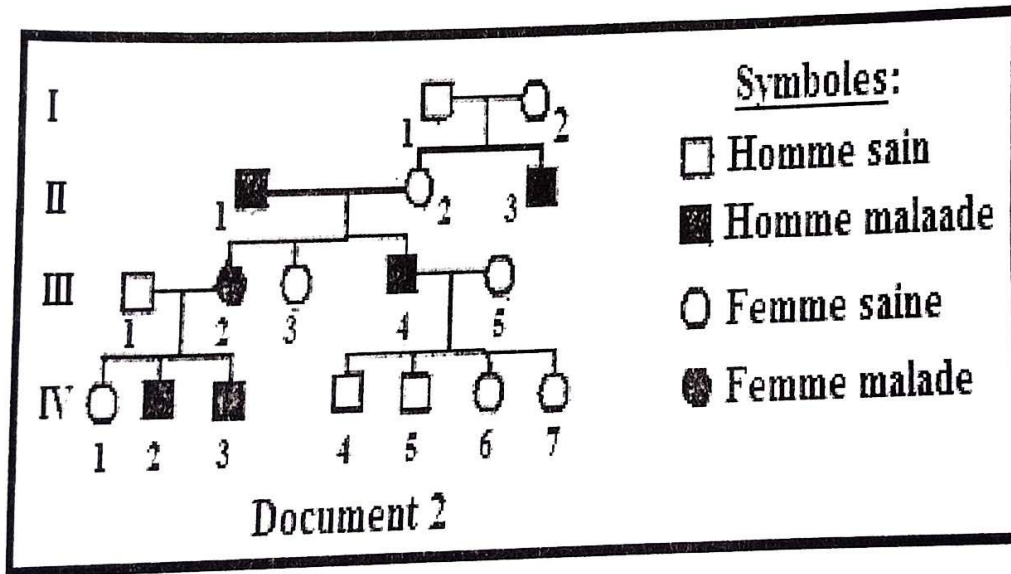 I
1
2
II
1
2
3
III
1
2
3
4
5
IV
1
2
3
4
5
6
7
Document 2
Symboles:
Homme sain
Homme malaade
Femme saine
Femme malade